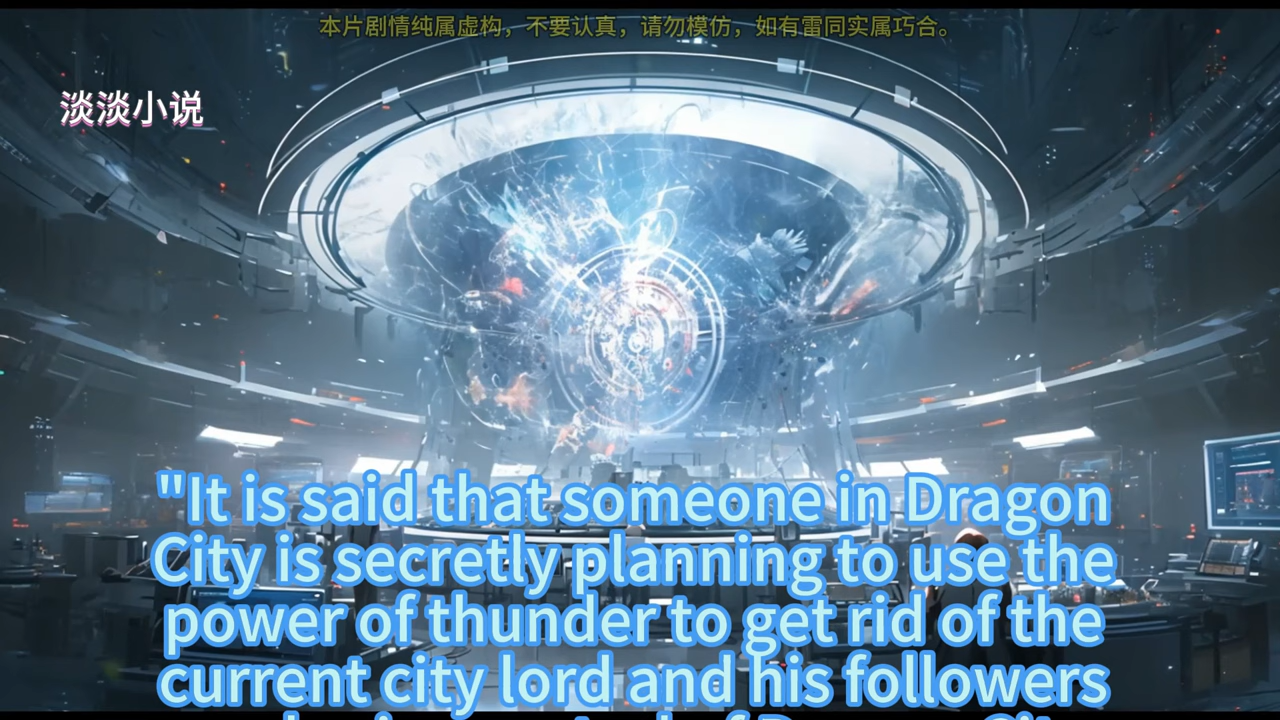 本片剧情纯属虚构，不要认真，请勿模仿，如有雷同实属巧合。
淡淡小说
"It is said that someone in Dragon
City is secretly planning to use the
power of thunder to get rid of the
current city lord and his followers